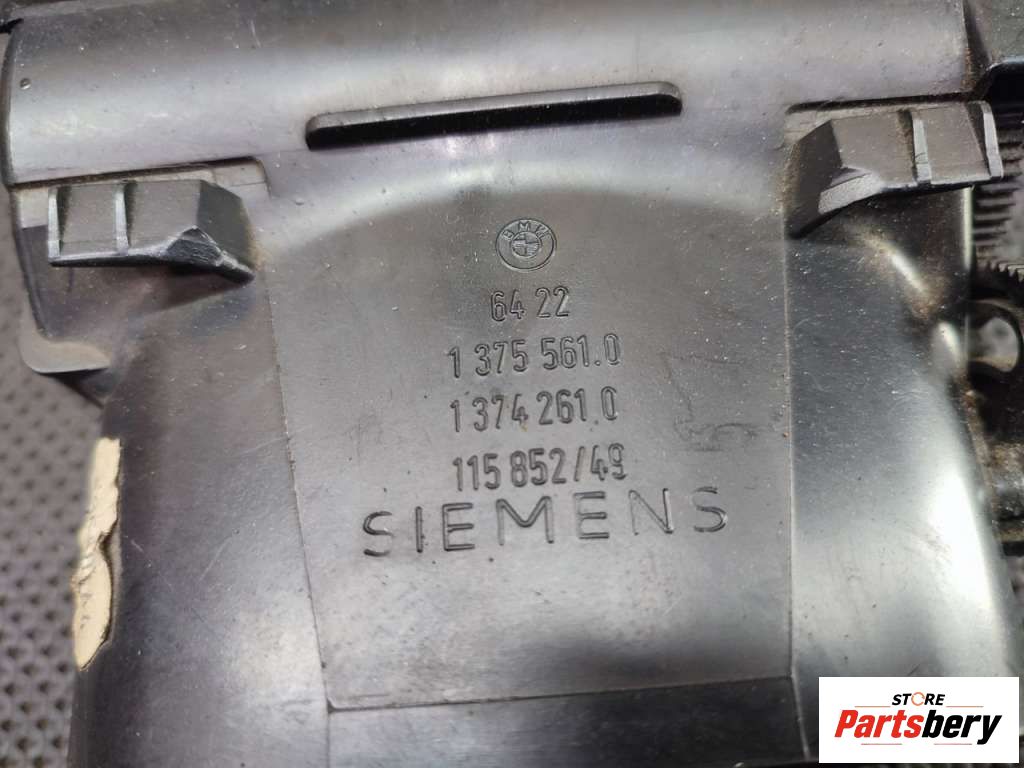 BMW
64 22
1 375 561.0
1 374 261.0
115 852/49
SIEMENS
STORE
Partsbery